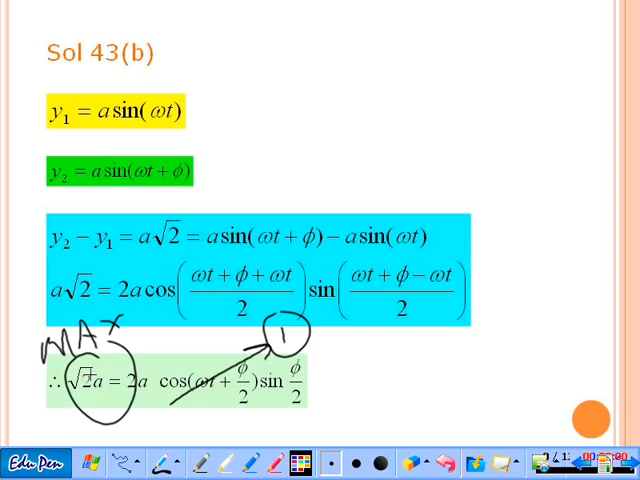 Sol 43(b)
y₁ = a sin(ωt)
y₂ = a sin(ωt + ϕ)
y₂ − y₁ = a√2 = a sin(ωt + ϕ) − a sin(ωt)
a√2 = 2a cos((ωt + ϕ + ωt)/2) sin((ωt + ϕ − ωt)/2)
MAX
1
∴ √2a = 2a cos(ωt + ϕ/2) sin ϕ/2
Edu Pen